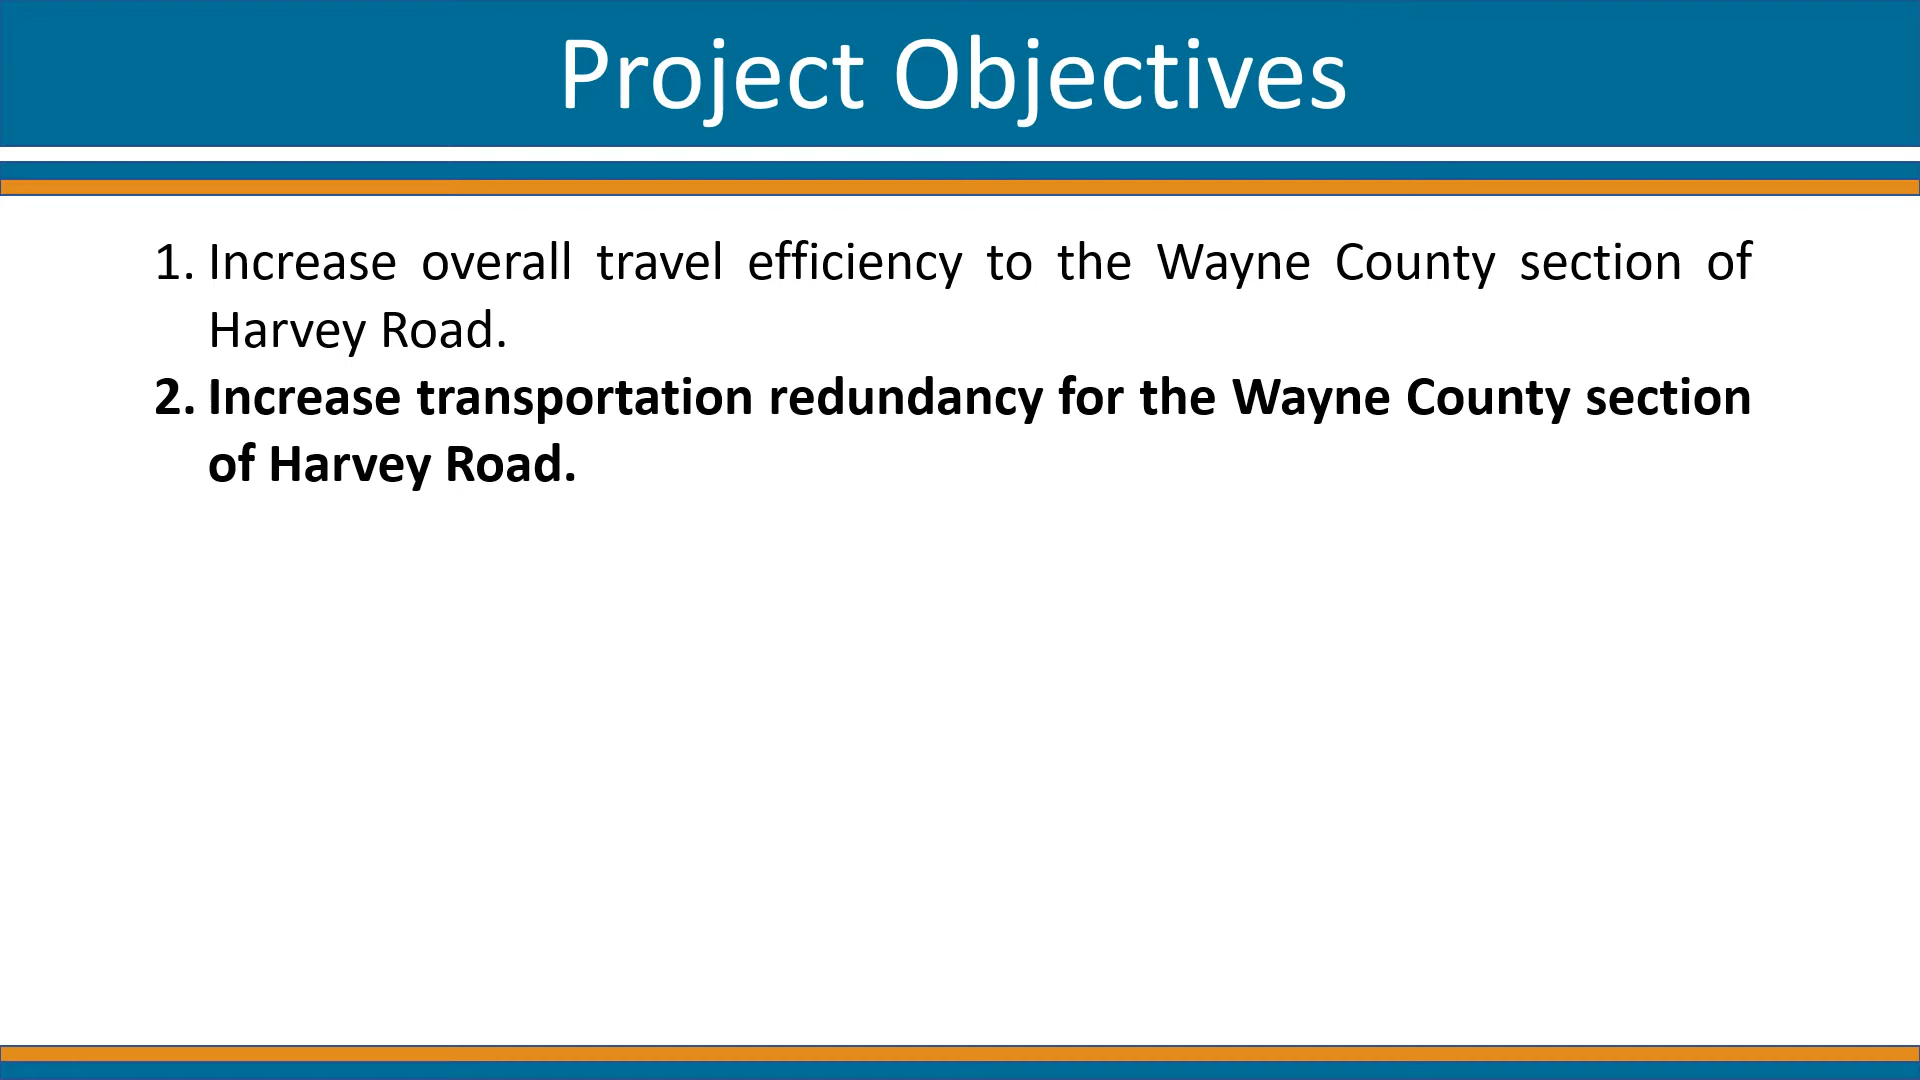 Project Objectives
1. Increase overall travel efficiency to the Wayne County section of
Harvey Road.
2. Increase transportation redundancy for the Wayne County section
of Harvey Road.